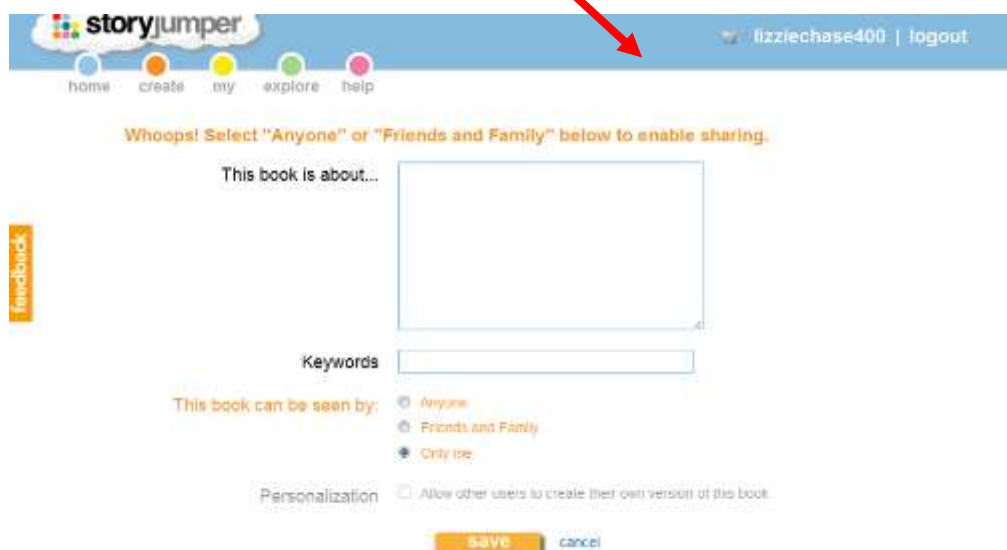 storyjumper
lizziechase400 | logout
home create my explore help
Whoops! Select "Anyone" or "Friends and Family" below to enable sharing.
This book is about...
feedback
Keywords
This book can be seen by:
Anyone
Friends and Family
Only me
Personalization
Allow other users to create their own version of this book.
save cancel